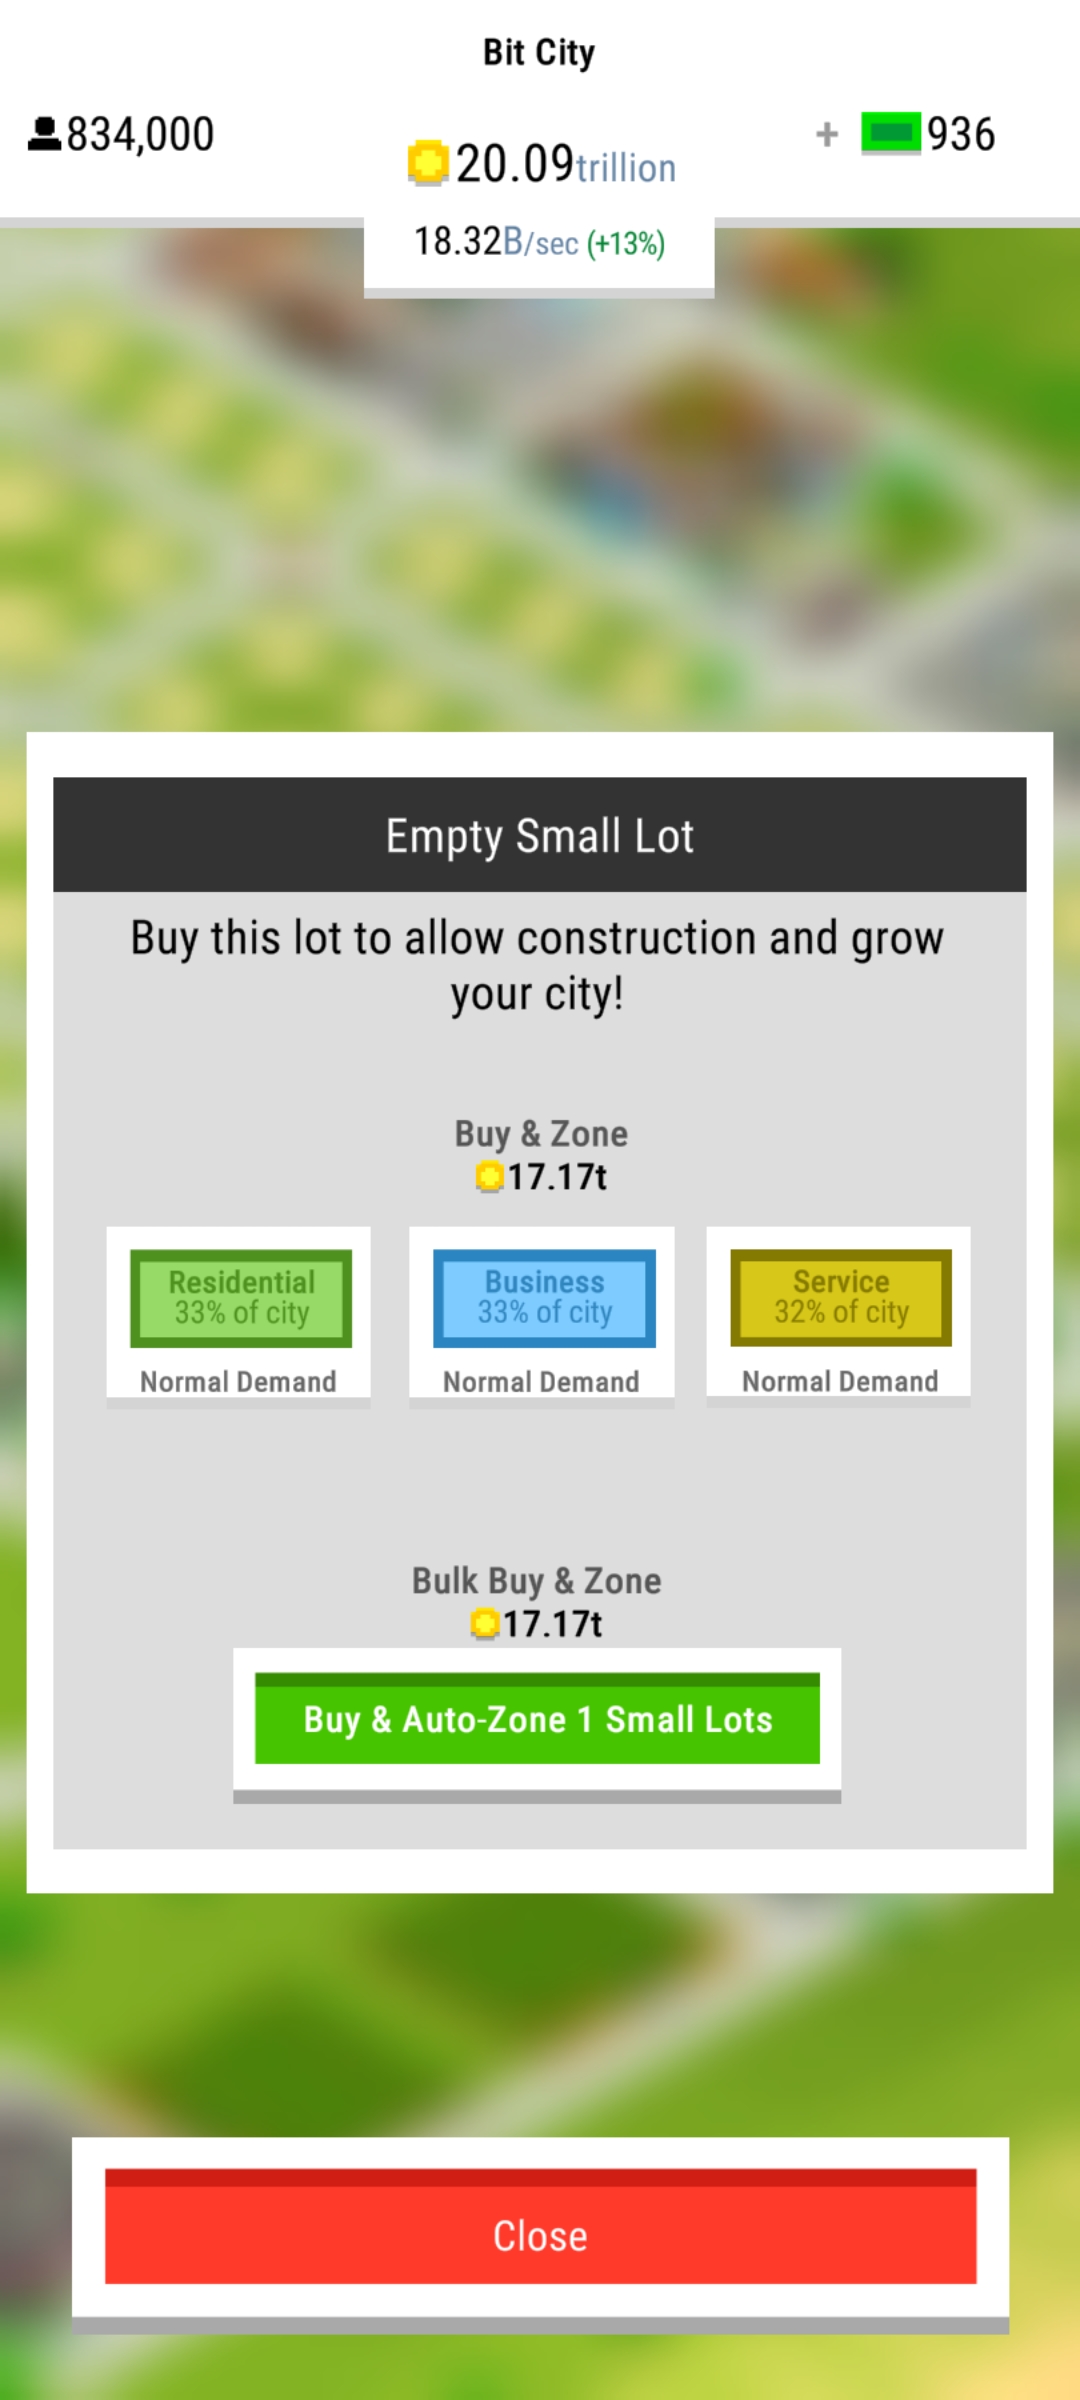 Bit City
834,000
20.09trillion
+ 936
18.32B/sec (+13%)
Empty Small Lot
Buy this lot to allow construction and grow
your city!
Buy & Zone
17.17t
Residential
33% of city
Normal Demand
Business
33% of city
Normal Demand
Service
32% of city
Normal Demand
Bulk Buy & Zone
17.17t
Buy & Auto-Zone 1 Small Lots
Close